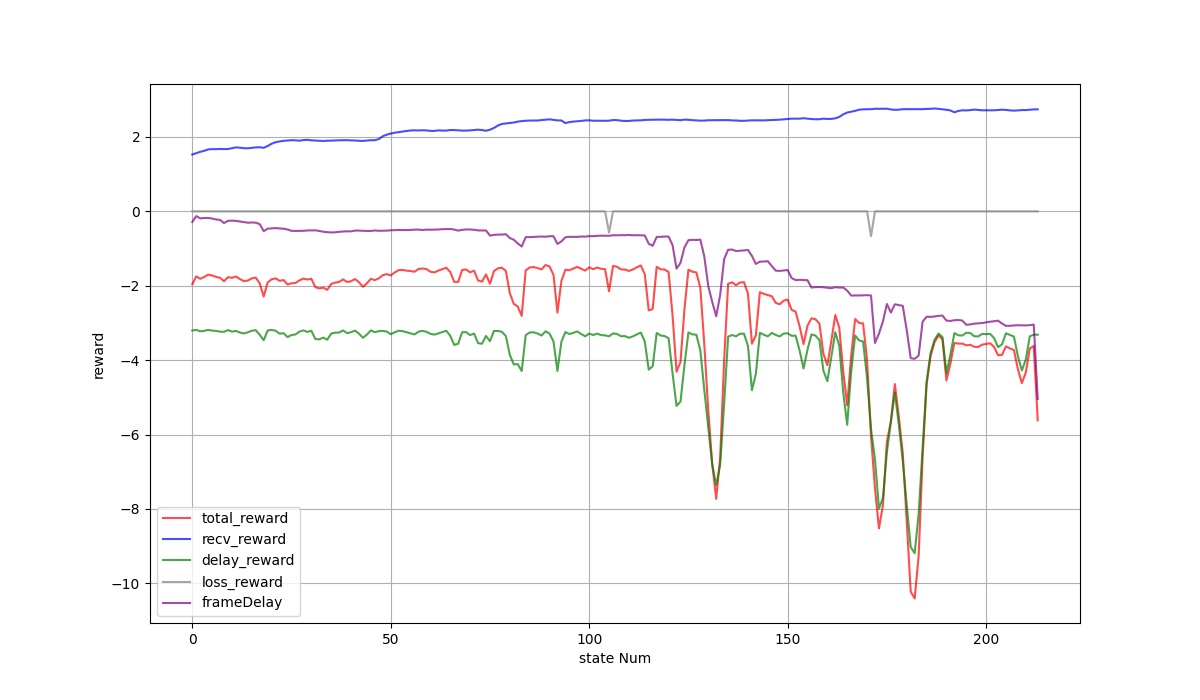 2
0
−2
−4
−6
−8
−10
reward
total_reward
recv_reward
delay_reward
loss_reward
frameDelay
0 50 100 150 200
state Num